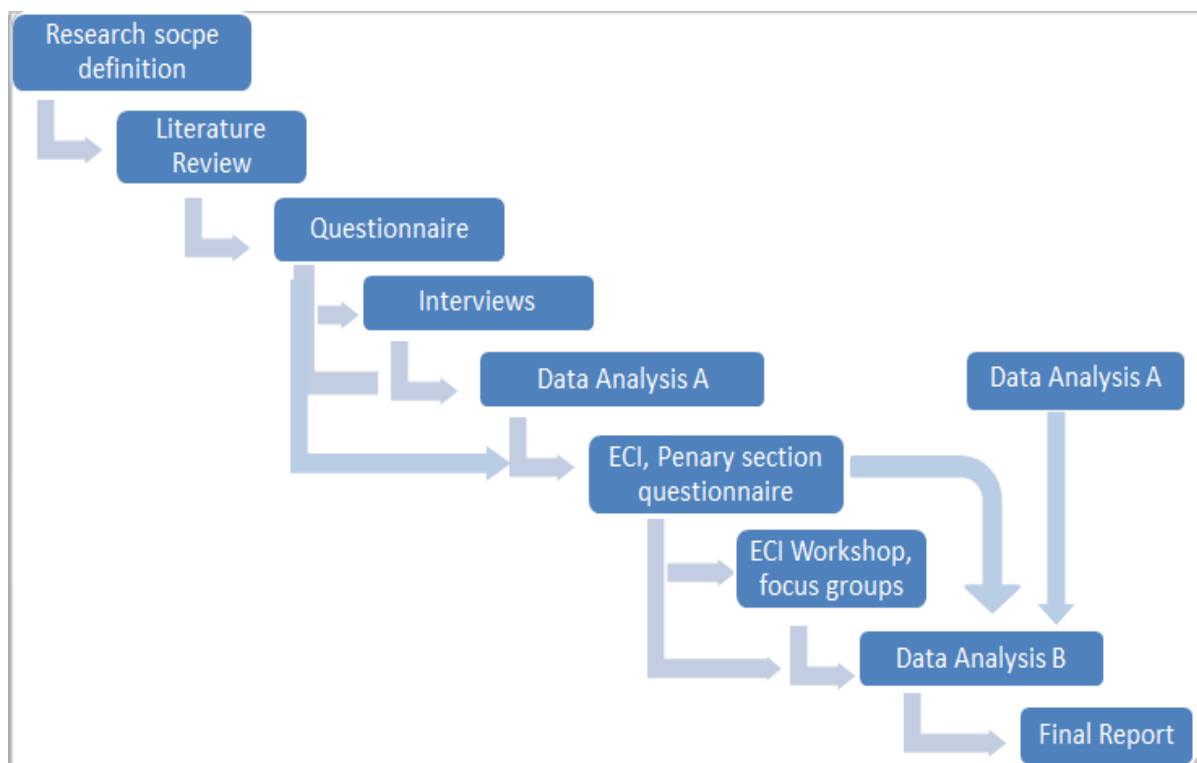 Research socpe
definition
Literature
Review
Questionnaire
Interviews
Data Analysis A
Data Analysis A
ECI, Penary section
questionnaire
ECI Workshop,
focus groups
Data Analysis B
Final Report